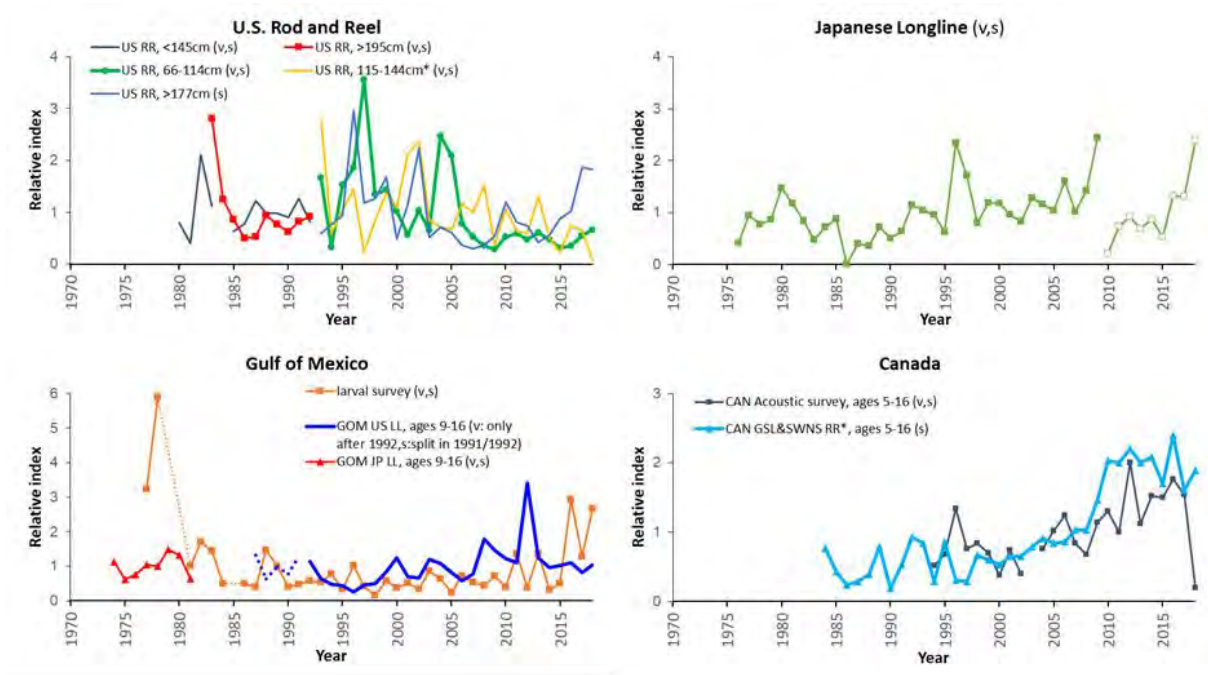 U.S. Rod and Reel
US RR, <145cm (v,s)
US RR, >195cm (v,s)
US RR, 66-114cm (v,s)
US RR, 115-144cm* (v,s)
US RR, >177cm (s)
4
3
2
1
0
Relative index
1970
1975
1980
1985
1990
1995
2000
2005
2010
2015
Year
Japanese Longline (v,s)
4
3
2
1
0
Relative index
1970
1975
1980
1985
1990
1995
2000
2005
2010
2015
Year
Gulf of Mexico
larval survey (v,s)
GOM US LL, ages 9-16 (v: only
after 1992,s:split in 1991/1992)
GOM JP LL, ages 9-16 (v,s)
6
5
4
3
2
1
0
Relative index
1970
1975
1980
1985
1990
1995
2000
2005
2010
2015
Year
Canada
CAN Acoustic survey, ages 5-16 (v,s)
CAN GSL&SWNS RR*, ages 5-16 (s)
3
2
1
0
Relative index
1970
1975
1980
1985
1990
1995
2000
2005
2010
2015
Year